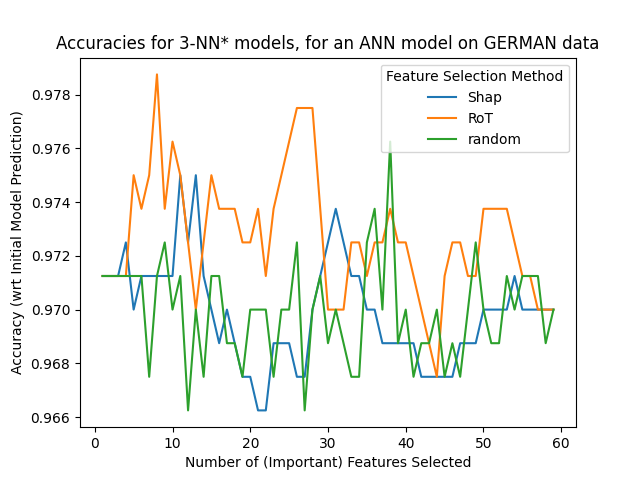 Accuracies for 3-NN* models, for an ANN model on GERMAN data
Feature Selection Method
Shap
RoT
random
Accuracy (wrt Initial Model Prediction)
0.978
0.976
0.974
0.972
0.970
0.968
0.966
0 10 20 30 40 50 60
Number of (Important) Features Selected